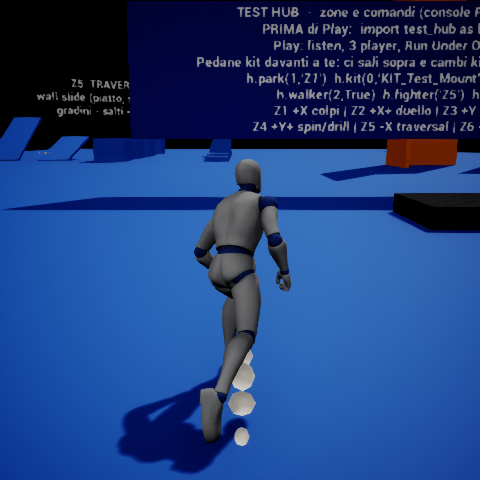 TEST HUB - zone e comandi (console F
PRIMA di Play: import test_hub as
Play: listen, 3 player, Run Under O
Pedane kit davanti a te: ci sali sopra e cambi ki
h.park(1,'Z1') h.kit(0,'KIT_Test_Mount'
h.walker(2,True) h.fighter('Z5') h
Z1 +X colpi | Z2 +X+ duello | Z3 +Y
Z4 +Y+ spin/drill | Z5 -X traversal | Z6 -
Z5 TRAVER
wall slide (piatto, s
gradini - salti -